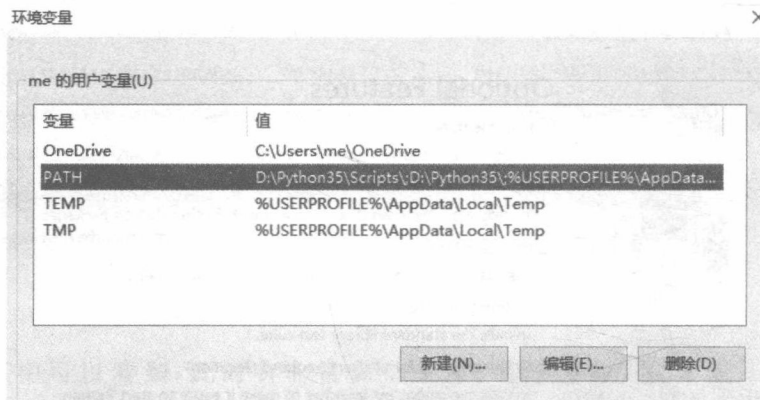 环境变量
me 的用户变量(U)
变量 值
OneDrive C:\Users\me\OneDrive
PATH D:\Python35\Scripts\;D:\Python35\;%USERPROFILE%\AppData...
TEMP %USERPROFILE%\AppData\Local\Temp
TMP %USERPROFILE%\AppData\Local\Temp
新建(N)... 编辑(E)... 删除(D)